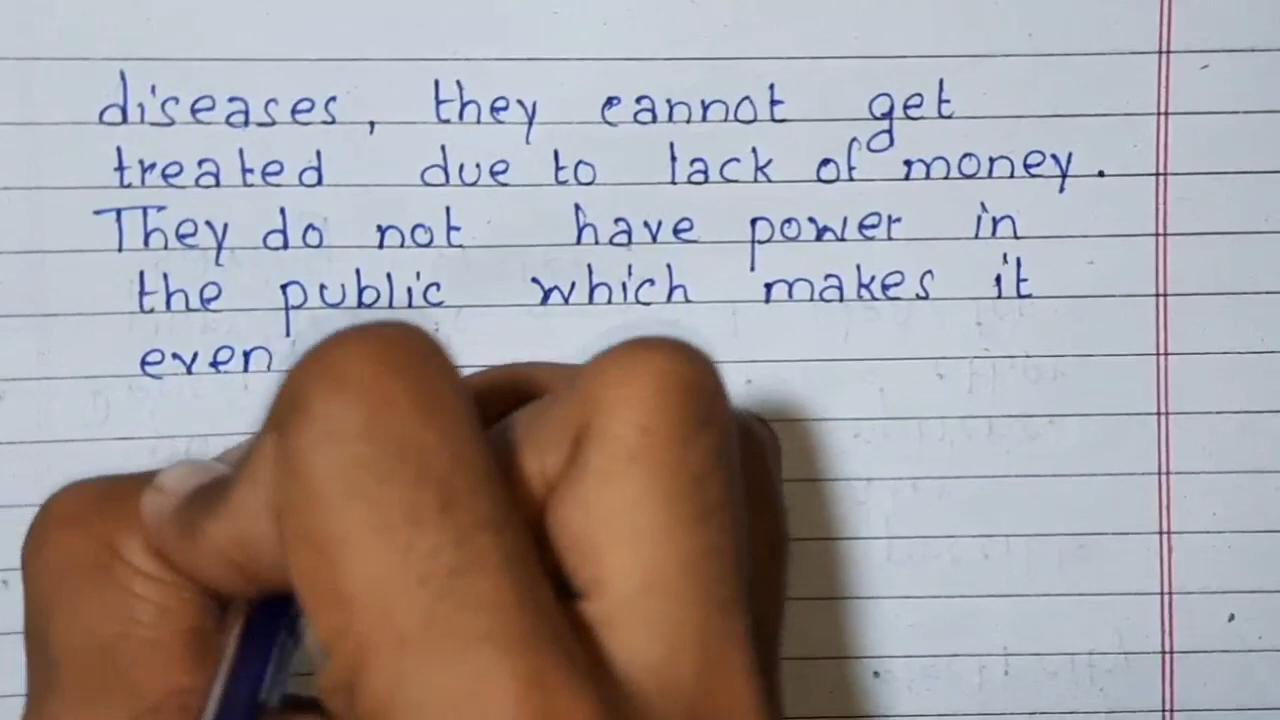 diseases, they cannot get
treated due to lack of money.
They do not have power in
the public which makes it
even